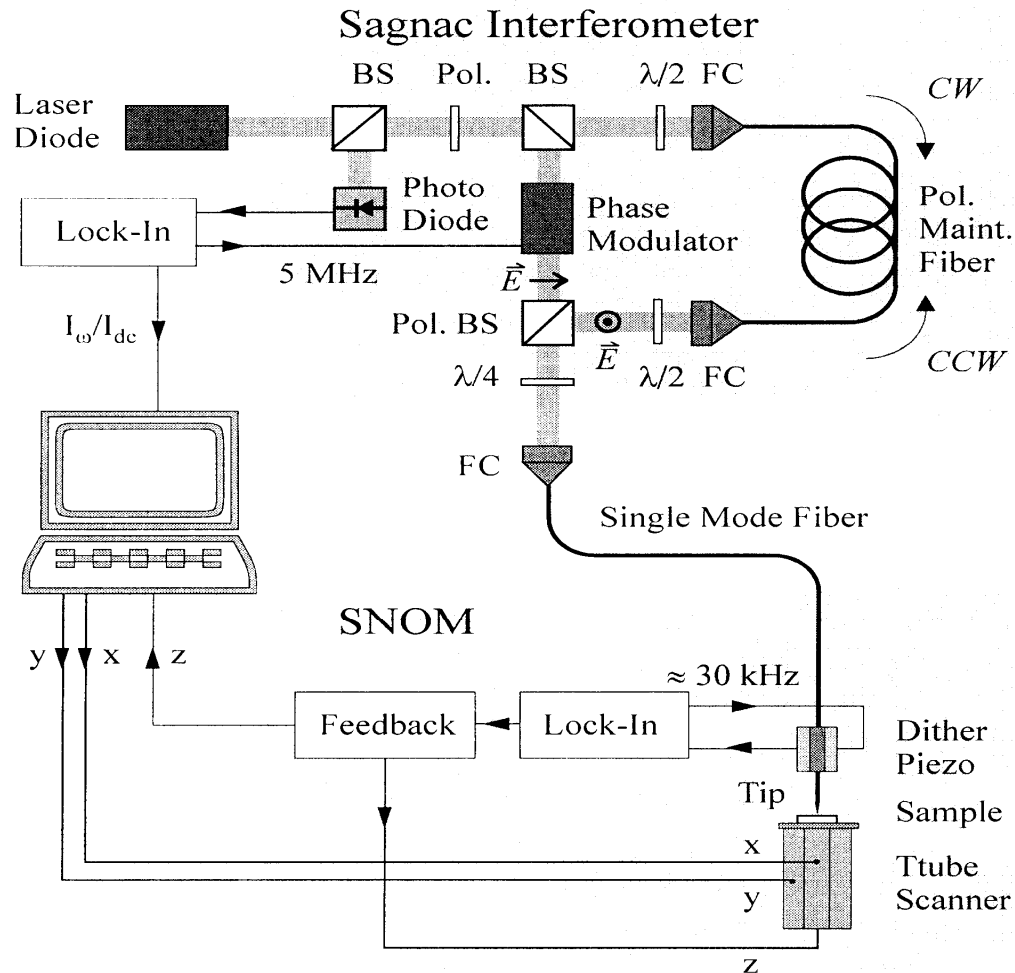 Sagnac Interferometer
BS Pol. BS λ/2 FC
CW
Laser
Diode
Photo
Diode
Phase
Modulator
Pol.
Maint.
Fiber
Lock-In
5 MHz
E⃗
Pol. BS
E⃗
λ/4 λ/2 FC
CCW
Iω/Idc
FC
Single Mode Fiber
SNOM
y x z
≈ 30 kHz
Feedback
Lock-In
Dither
Piezo
Tip
Sample
x
Ttube
Scanner
y
z